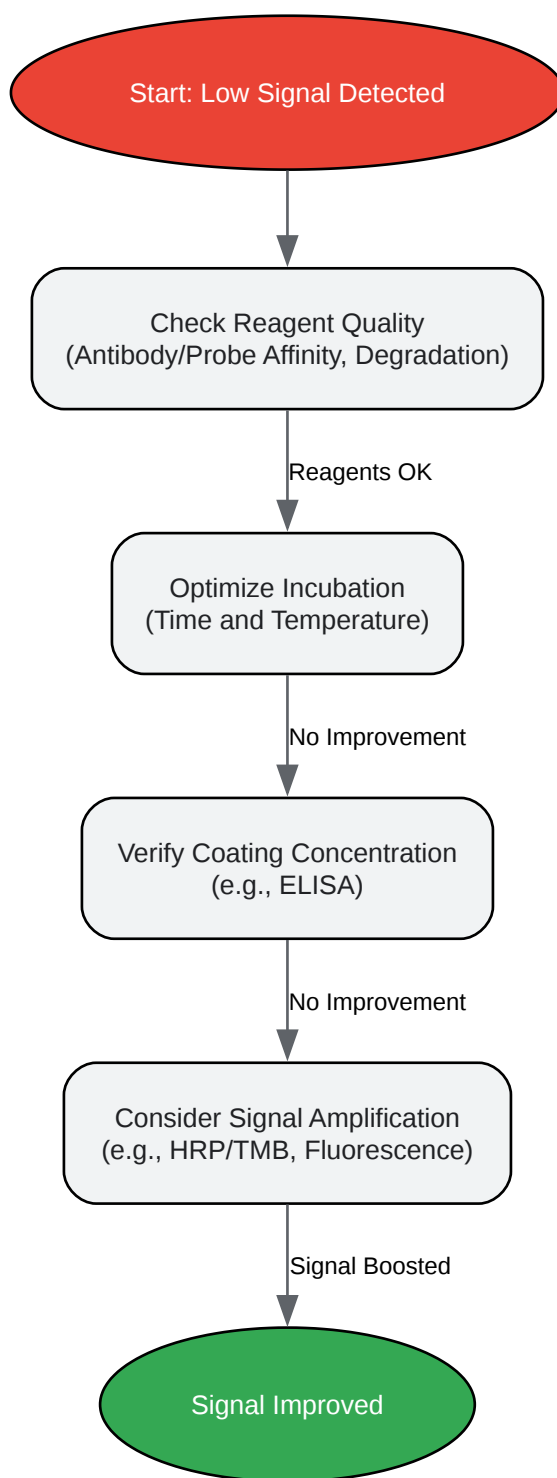 Start: Low Signal Detected
Check Reagent Quality
(Antibody/Probe Affinity, Degradation)
Reagents OK
Optimize Incubation
(Time and Temperature)
No Improvement
Verify Coating Concentration
(e.g., ELISA)
No Improvement
Consider Signal Amplification
(e.g., HRP/TMB, Fluorescence)
Signal Boosted
Signal Improved